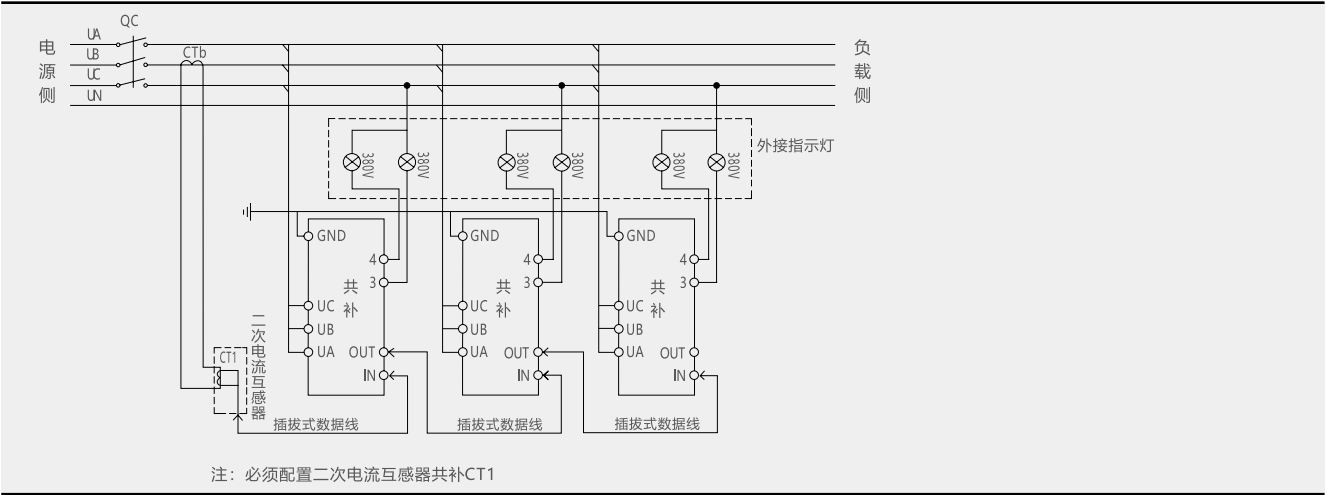 QC
UA
UB
UC
UN
电源侧
CTb
负载侧
外接指示灯
380V
380V
380V
380V
380V
380V
GND
4
3
共补
UC
UB
UA
OUT
IN
GND
4
3
共补
UC
UB
UA
OUT
IN
GND
4
3
共补
UC
UB
UA
OUT
IN
CT1
二次电流互感器
插拔式数据线
插拔式数据线
插拔式数据线
注：必须配置二次电流互感器共补CT1